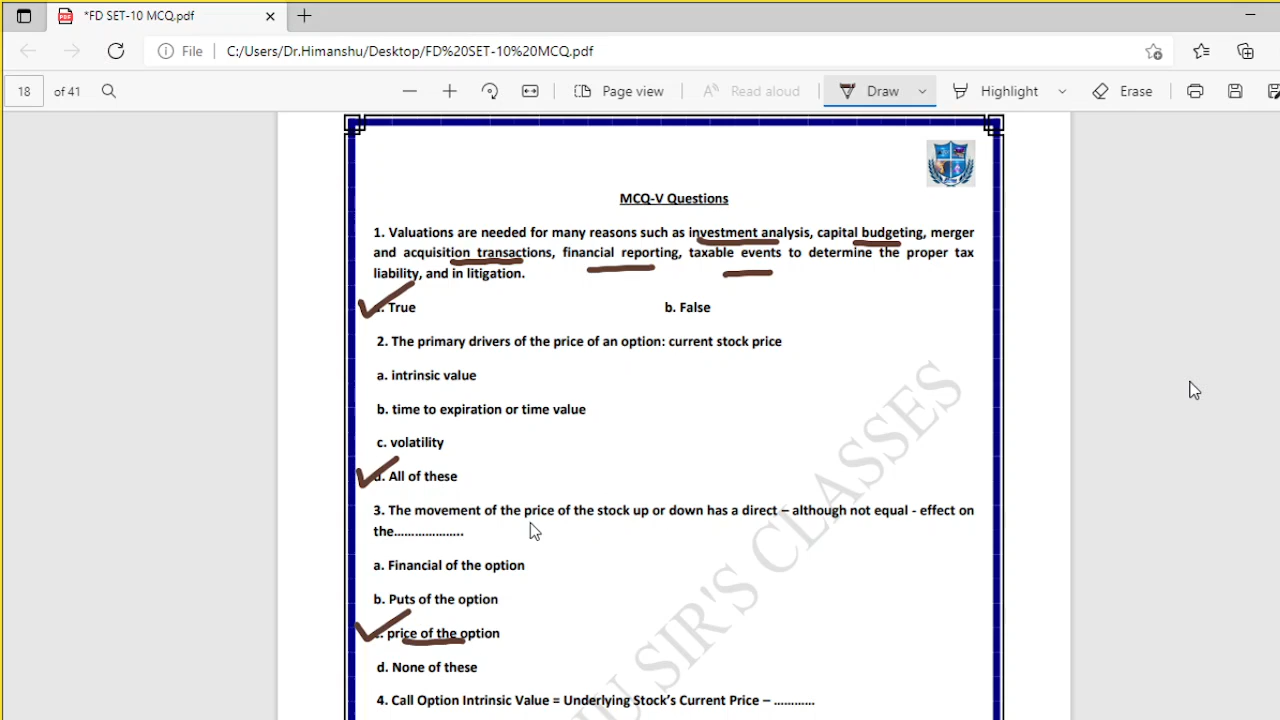 *FD SET-10 MCQ.pdf
File C:/Users/Dr.Himanshu/Desktop/FD%20SET-10%20MCQ.pdf
18 of 41 Page view Read aloud Draw Highlight Erase
MCQ-V Questions
1. Valuations are needed for many reasons such as investment analysis, capital budgeting, merger
and acquisition transactions, financial reporting, taxable events to determine the proper tax
liability, and in litigation.
. True b. False
2. The primary drivers of the price of an option: current stock price
a. intrinsic value
b. time to expiration or time value
c. volatility
d. All of these
3. The movement of the price of the stock up or down has a direct – although not equal - effect on
the………………..
a. Financial of the option
b. Puts of the option
. price of the option
d. None of these
4. Call Option Intrinsic Value = Underlying Stock’s Current Price – …………
U SIR'S CLASSES